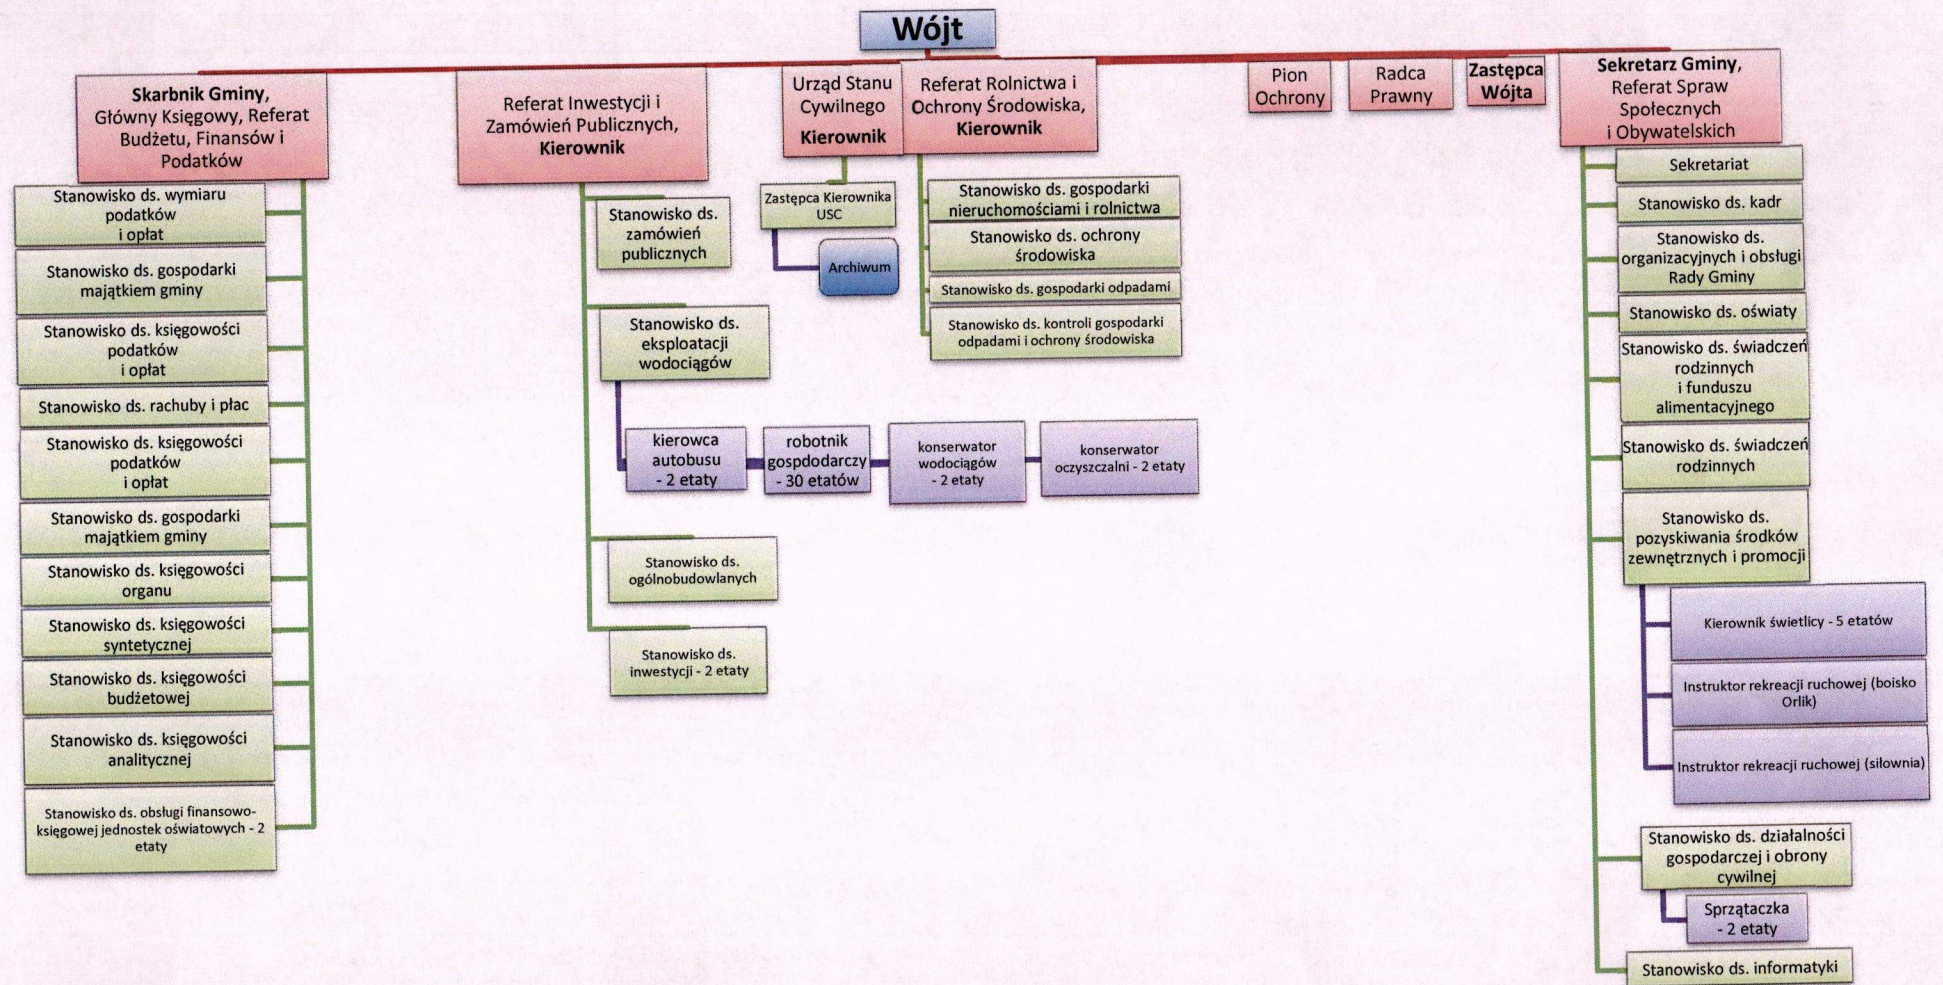 Wójt
Skarbnik Gminy,
Główny Księgowy, Referat
Budżetu, Finansów i
Podatków
Stanowisko ds. wymiaru
podatków
i opłat
Stanowisko ds. gospodarki
majątkiem gminy
Stanowisko ds. księgowości
podatków
i opłat
Stanowisko ds. rachuby i płac
Stanowisko ds. księgowości
podatków
i opłat
Stanowisko ds. gospodarki
majątkiem gminy
Stanowisko ds. księgowości
organu
Stanowisko ds. księgowości
syntetycznej
Stanowisko ds. księgowości
budżetowej
Stanowisko ds. księgowości
analitycznej
Stanowisko ds. obsługi finansowo-
księgowej jednostek oświatowych - 2
etaty
Referat Inwestycji i
Zamówień Publicznych,
Kierownik
Stanowisko ds.
zamówień
publicznych
Stanowisko ds.
eksploatacji
wodociągów
kierowca
autobusu
- 2 etaty
robotnik
gospdodarczy
- 30 etatów
konserwator
wodociągów
- 2 etaty
konserwator
oczyszczalni - 2 etaty
Stanowisko ds.
ogólnobudowlanych
Stanowisko ds.
inwestycji - 2 etaty
Urząd Stanu
Cywilnego
Kierownik
Zastępca Kierownika
USC
Archiwum
Referat Rolnictwa i
Ochrony Środowiska,
Kierownik
Stanowisko ds. gospodarki
nieruchomościami i rolnictwa
Stanowisko ds. ochrony
środowiska
Stanowisko ds. gospodarki odpadami
Stanowisko ds. kontroli gospodarki
odpadami i ochrony środowiska
Pion
Ochrony
Radca
Prawny
Zastępca
Wójta
Sekretarz Gminy,
Referat Spraw
Społecznych
i Obywatelskich
Sekretariat
Stanowisko ds. kadr
Stanowisko ds.
organizacyjnych i obsługi
Rady Gminy
Stanowisko ds. oświaty
Stanowisko ds. świadczeń
rodzinnych
i funduszu
alimentacyjnego
Stanowisko ds. świadczeń
rodzinnych
Stanowisko ds.
pozyskiwania środków
zewnętrznych i promocji
Kierownik świetlicy - 5 etatów
Instruktor rekreacji ruchowej (boisko
Orlik)
Instruktor rekreacji ruchowej (siłownia)
Stanowisko ds. działalności
gospodarczej i obrony
cywilnej
Sprzątaczka
- 2 etaty
Stanowisko ds. informatyki